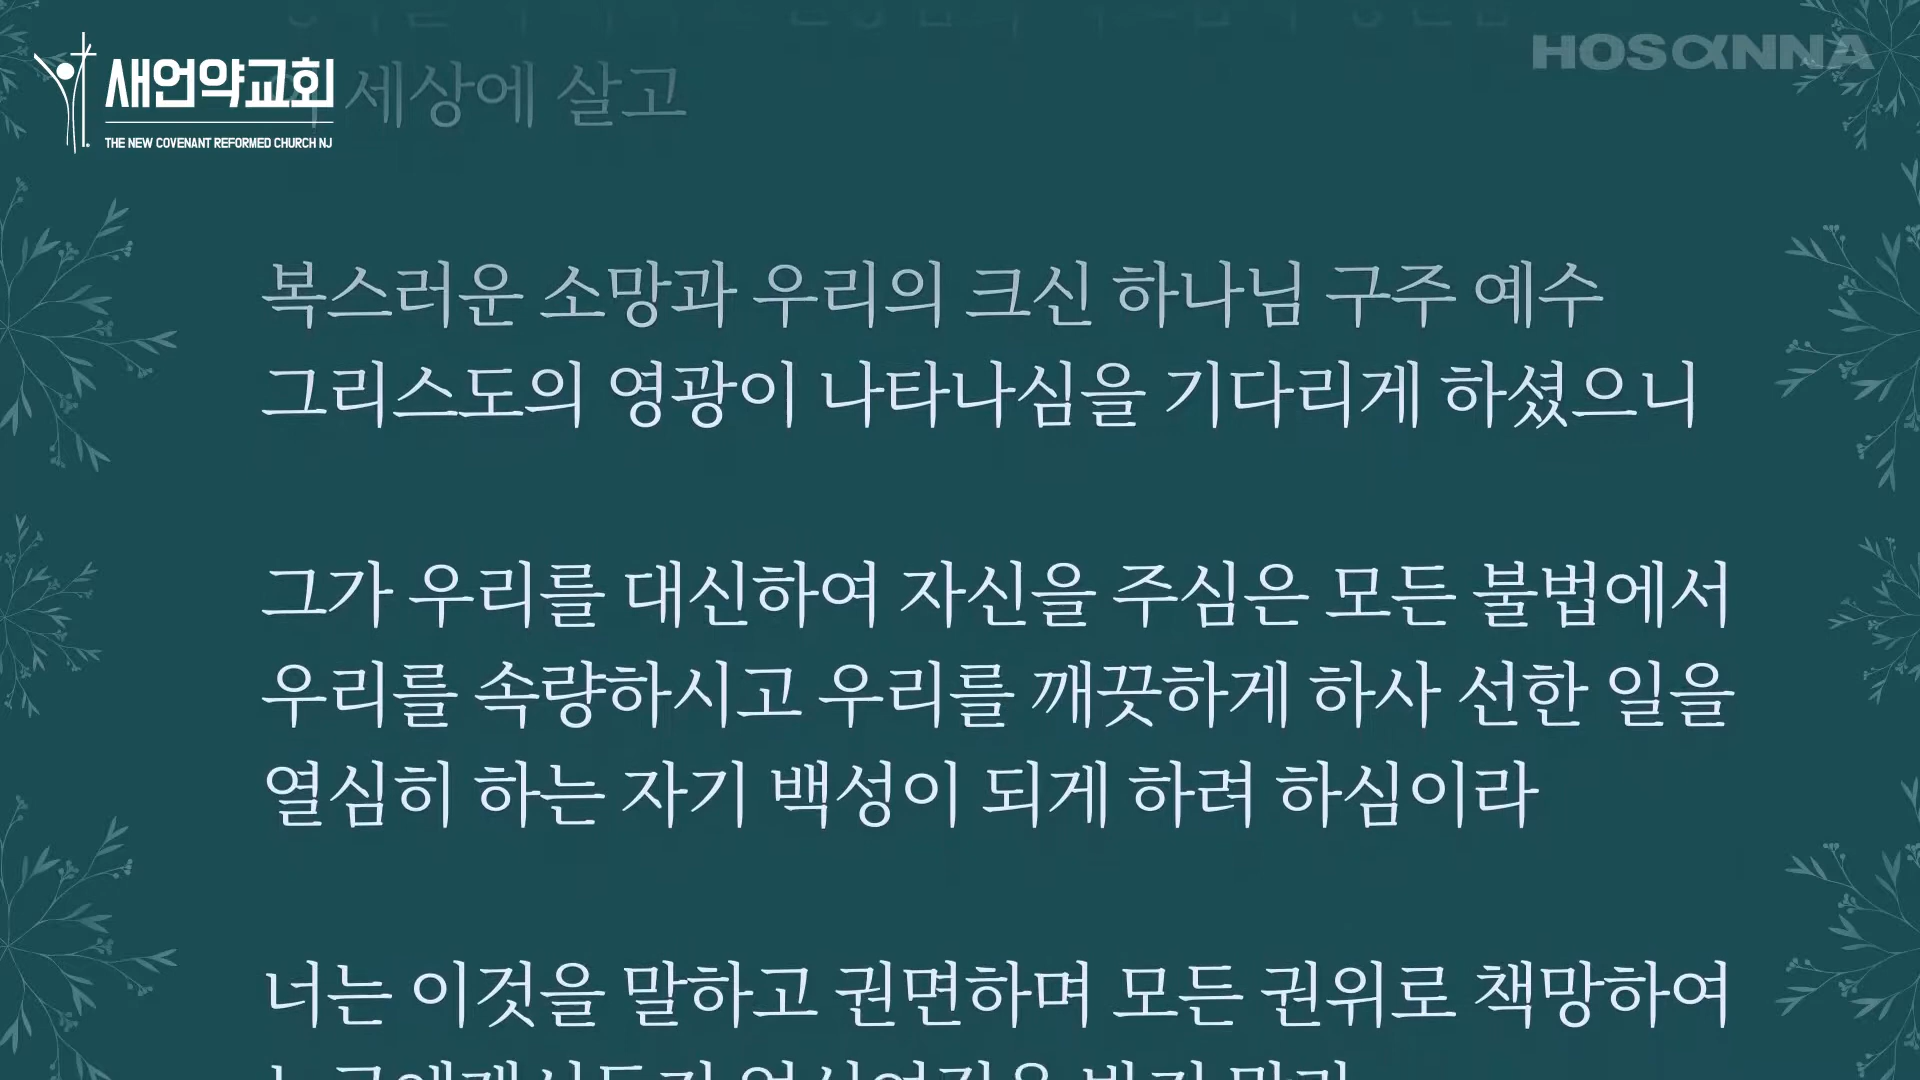 새언약교회
THE NEW COVENANT REFORMED CHURCH NJ
HOSANNA
세상에 살고
복스러운 소망과 우리의 크신 하나님 구주 예수
그리스도의 영광이 나타나심을 기다리게 하셨으니
그가 우리를 대신하여 자신을 주심은 모든 불법에서
우리를 속량하시고 우리를 깨끗하게 하사 선한 일을
열심히 하는 자기 백성이 되게 하려 하심이라
너는 이것을 말하고 권면하며 모든 권위로 책망하여